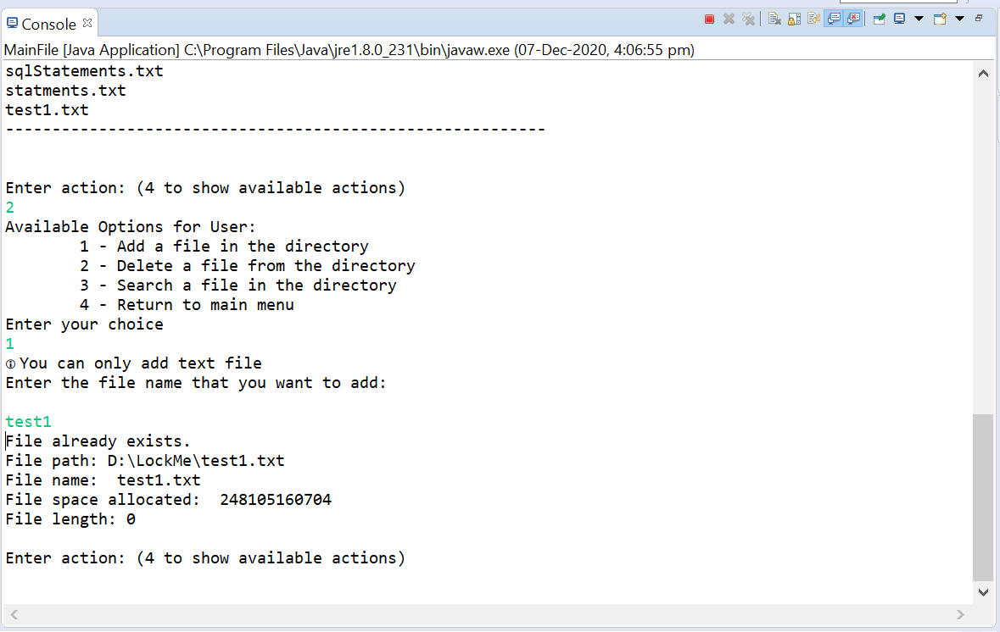 Console
MainFile [Java Application] C:\Program Files\Java\jre1.8.0_231\bin\javaw.exe (07-Dec-2020, 4:06:55 pm)
sqlStatements.txt
statments.txt
test1.txt
----------------------------------------------------------
Enter action: (4 to show available actions)
2
Available Options for User:
1 - Add a file in the directory
2 - Delete a file from the directory
3 - Search a file in the directory
4 - Return to main menu
Enter your choice
1
🛈 You can only add text file
Enter the file name that you want to add:
test1
File already exists.
File path: D:\LockMe\test1.txt
File name:  test1.txt
File space allocated:  248105160704
File length: 0
Enter action: (4 to show available actions)